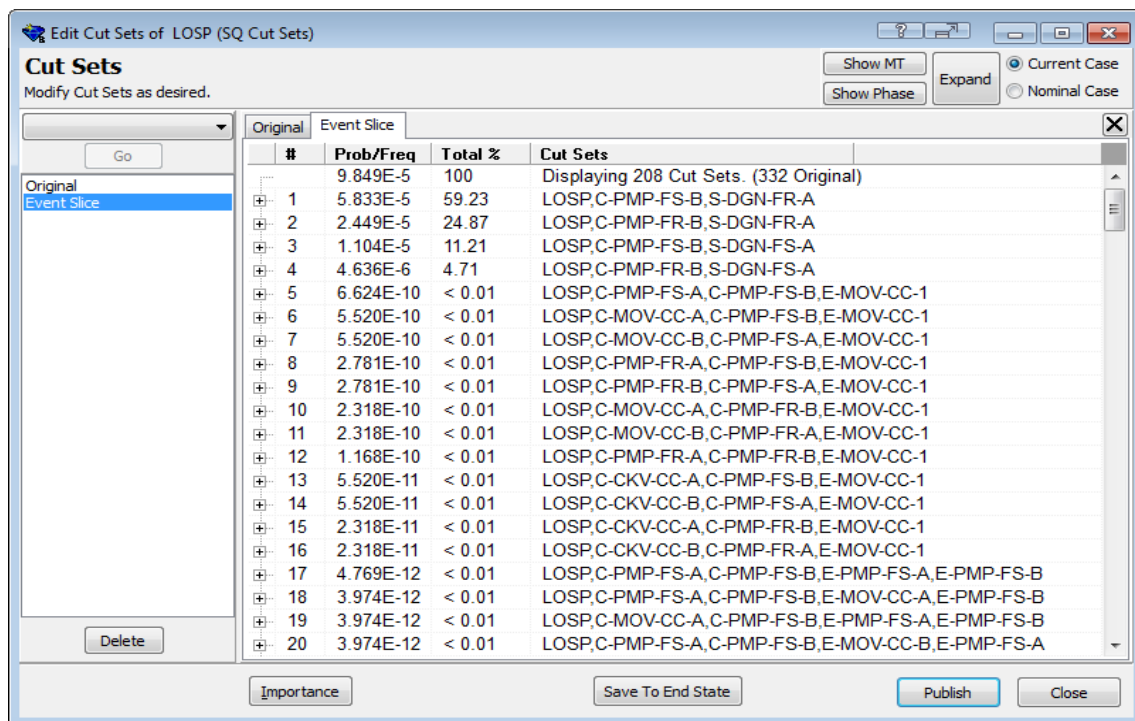 Edit Cut Sets of LOSP (SQ Cut Sets)
Cut Sets
Modify Cut Sets as desired.
Show MT
Show Phase
Expand
Current Case
Nominal Case
Go
Original
Event Slice
Delete
Original Event Slice
# Prob/Freq Total % Cut Sets
9.849E-5 100 Displaying 208 Cut Sets. (332 Original)
1 5.833E-5 59.23 LOSP,C-PMP-FS-B,S-DGN-FR-A
2 2.449E-5 24.87 LOSP,C-PMP-FR-B,S-DGN-FR-A
3 1.104E-5 11.21 LOSP,C-PMP-FS-B,S-DGN-FS-A
4 4.636E-6 4.71 LOSP,C-PMP-FR-B,S-DGN-FS-A
5 6.624E-10 < 0.01 LOSP,C-PMP-FS-A,C-PMP-FS-B,E-MOV-CC-1
6 5.520E-10 < 0.01 LOSP,C-MOV-CC-A,C-PMP-FS-B,E-MOV-CC-1
7 5.520E-10 < 0.01 LOSP,C-MOV-CC-B,C-PMP-FS-A,E-MOV-CC-1
8 2.781E-10 < 0.01 LOSP,C-PMP-FR-A,C-PMP-FS-B,E-MOV-CC-1
9 2.781E-10 < 0.01 LOSP,C-PMP-FR-B,C-PMP-FS-A,E-MOV-CC-1
10 2.318E-10 < 0.01 LOSP,C-MOV-CC-A,C-PMP-FR-B,E-MOV-CC-1
11 2.318E-10 < 0.01 LOSP,C-MOV-CC-B,C-PMP-FR-A,E-MOV-CC-1
12 1.168E-10 < 0.01 LOSP,C-PMP-FR-A,C-PMP-FR-B,E-MOV-CC-1
13 5.520E-11 < 0.01 LOSP,C-CKV-CC-A,C-PMP-FS-B,E-MOV-CC-1
14 5.520E-11 < 0.01 LOSP,C-CKV-CC-B,C-PMP-FS-A,E-MOV-CC-1
15 2.318E-11 < 0.01 LOSP,C-CKV-CC-A,C-PMP-FR-B,E-MOV-CC-1
16 2.318E-11 < 0.01 LOSP,C-CKV-CC-B,C-PMP-FR-A,E-MOV-CC-1
17 4.769E-12 < 0.01 LOSP,C-PMP-FS-A,C-PMP-FS-B,E-PMP-FS-A,E-PMP-FS-B
18 3.974E-12 < 0.01 LOSP,C-PMP-FS-A,C-PMP-FS-B,E-MOV-CC-A,E-PMP-FS-B
19 3.974E-12 < 0.01 LOSP,C-MOV-CC-A,C-PMP-FS-B,E-PMP-FS-A,E-PMP-FS-B
20 3.974E-12 < 0.01 LOSP,C-PMP-FS-A,C-PMP-FS-B,E-MOV-CC-B,E-PMP-FS-A
Importance
Save To End State
Publish
Close